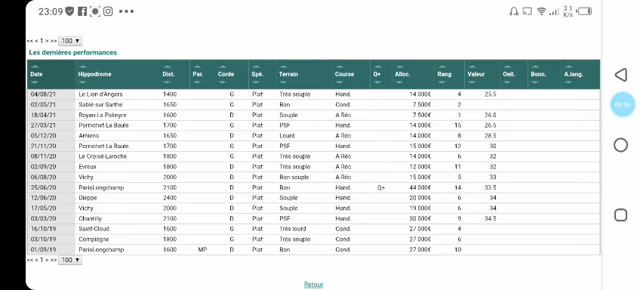 23:09
3.1
K/s
<< < 1 > >> 100
Les dernières performances
Date Hippodrome Dist. Par. Corde Spé. Terrain Course Q+ Alloc. Rang Valeur Oeil. Bonn. A.lang.
04/08/21 Le Lion-d'Angers 1400 G Plat Très souple Hand. 14 000€ 4 25.5
02/05/21 Sablé-sur-Sarthe 1650 G Plat Bon Cond. 7 500€ 2
18/04/21 Royan-La Palmyre 1600 D Plat Souple A Réc. 7 500€ 1 26.0
27/03/21 Pornichet-La Baule 1700 G Plat PSF Hand. 14 000€ 15 26.5
05/12/20 Amiens 1650 G Plat Lourd A Réc. 14 000€ 8 28.5
21/11/20 Pornichet-La Baule 1700 G Plat PSF Hand. 15 000€ 12 30
08/11/20 Le Croisé-Laroche 1800 G Plat Très souple A Réc. 14 000€ 6 32
02/09/20 Evreux 1800 D Plat Très souple Hand. 12 000€ 11 32
06/08/20 Vichy 2000 D Plat Bon souple A Réc. 15 000€ 5 33
25/06/20 ParisLongchamp 2100 D Plat Bon Hand. Q+ 44 000€ 14 33.5
12/06/20 Dieppe 2400 D Plat Souple Hand. 20 000€ 6 34
17/05/20 Vichy 2000 D Plat Souple Hand. 19 000€ 6 34
03/03/20 Chantilly 2100 D Plat PSF Hand. 30 000€ 9 34.5
16/10/19 Saint-Cloud 1600 G Plat Très lourd Cond. 27 000€ 4
03/10/19 Compiègne 1800 G Plat Très souple Cond. 27 000€ 6
01/09/19 ParisLongchamp 1600 MP D Plat Bon Cond. 27 000€ 10
<< < 1 > >> 100
Retour